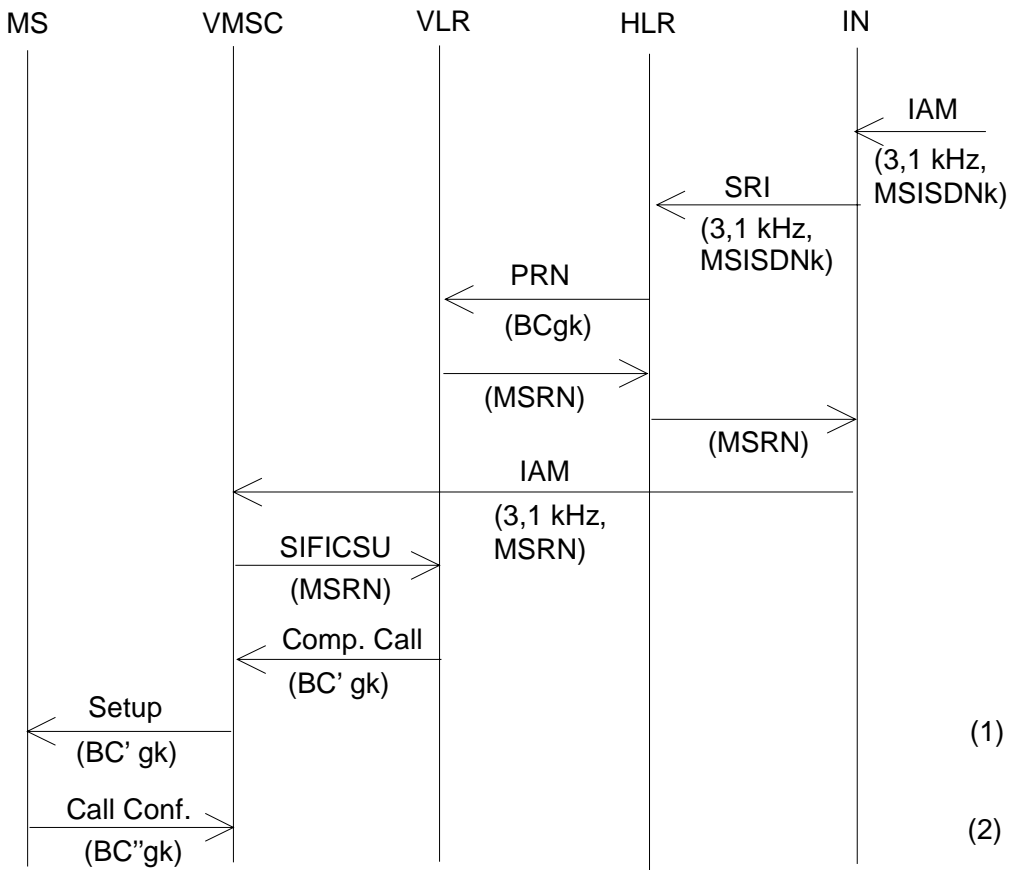 MS VMSC VLR HLR IN
IAM
(3,1 kHz,
MSISDNk)
SRI
(3,1 kHz,
MSISDNk)
PRN
(BCgk)
(MSRN)
(MSRN)
IAM
(3,1 kHz,
MSRN)
SIFICSU
(MSRN)
Comp. Call
(BC' gk)
Setup
(BC' gk)
(1)
Call Conf.
(BC''gk)
(2)